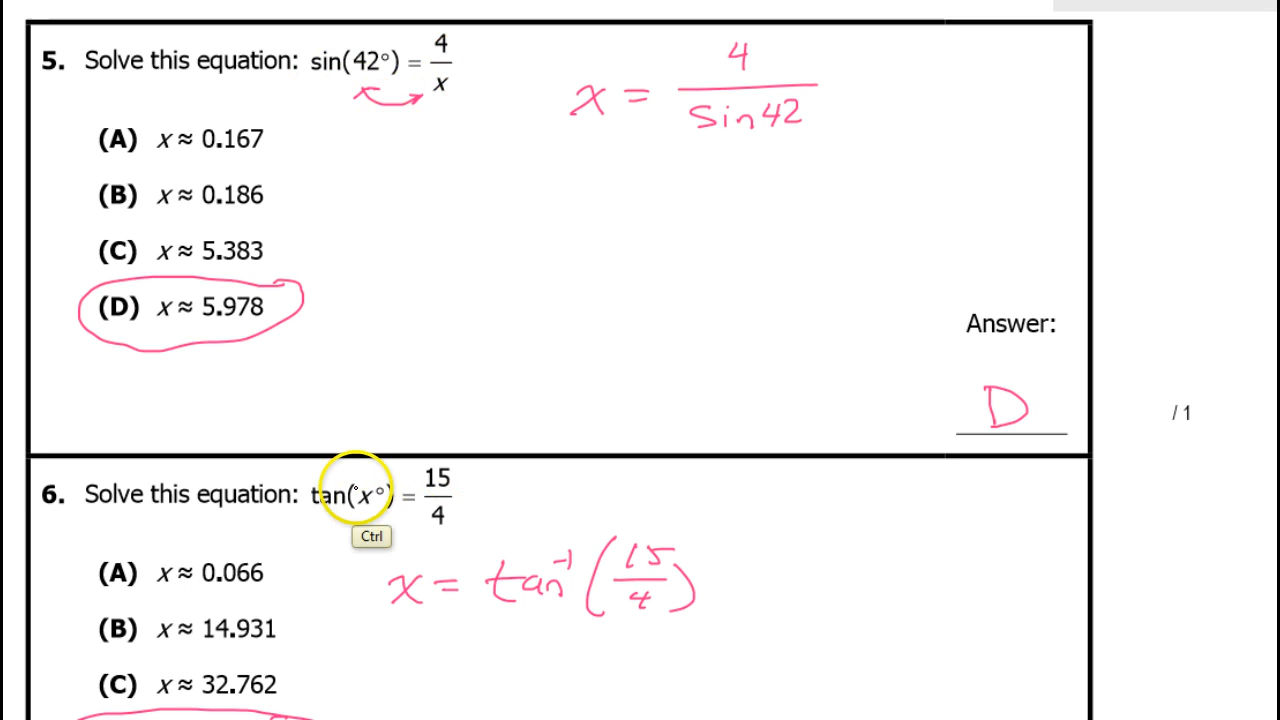 5. Solve this equation: sin(42°) = 4/x
x = 4/sin42
(A) x ≈ 0.167
(B) x ≈ 0.186
(C) x ≈ 5.383
(D) x ≈ 5.978
Answer:
D
/ 1
6. Solve this equation: tan(x°) = 15/4
Ctrl
x = tan⁻¹(15/4)
(A) x ≈ 0.066
(B) x ≈ 14.931
(C) x ≈ 32.762